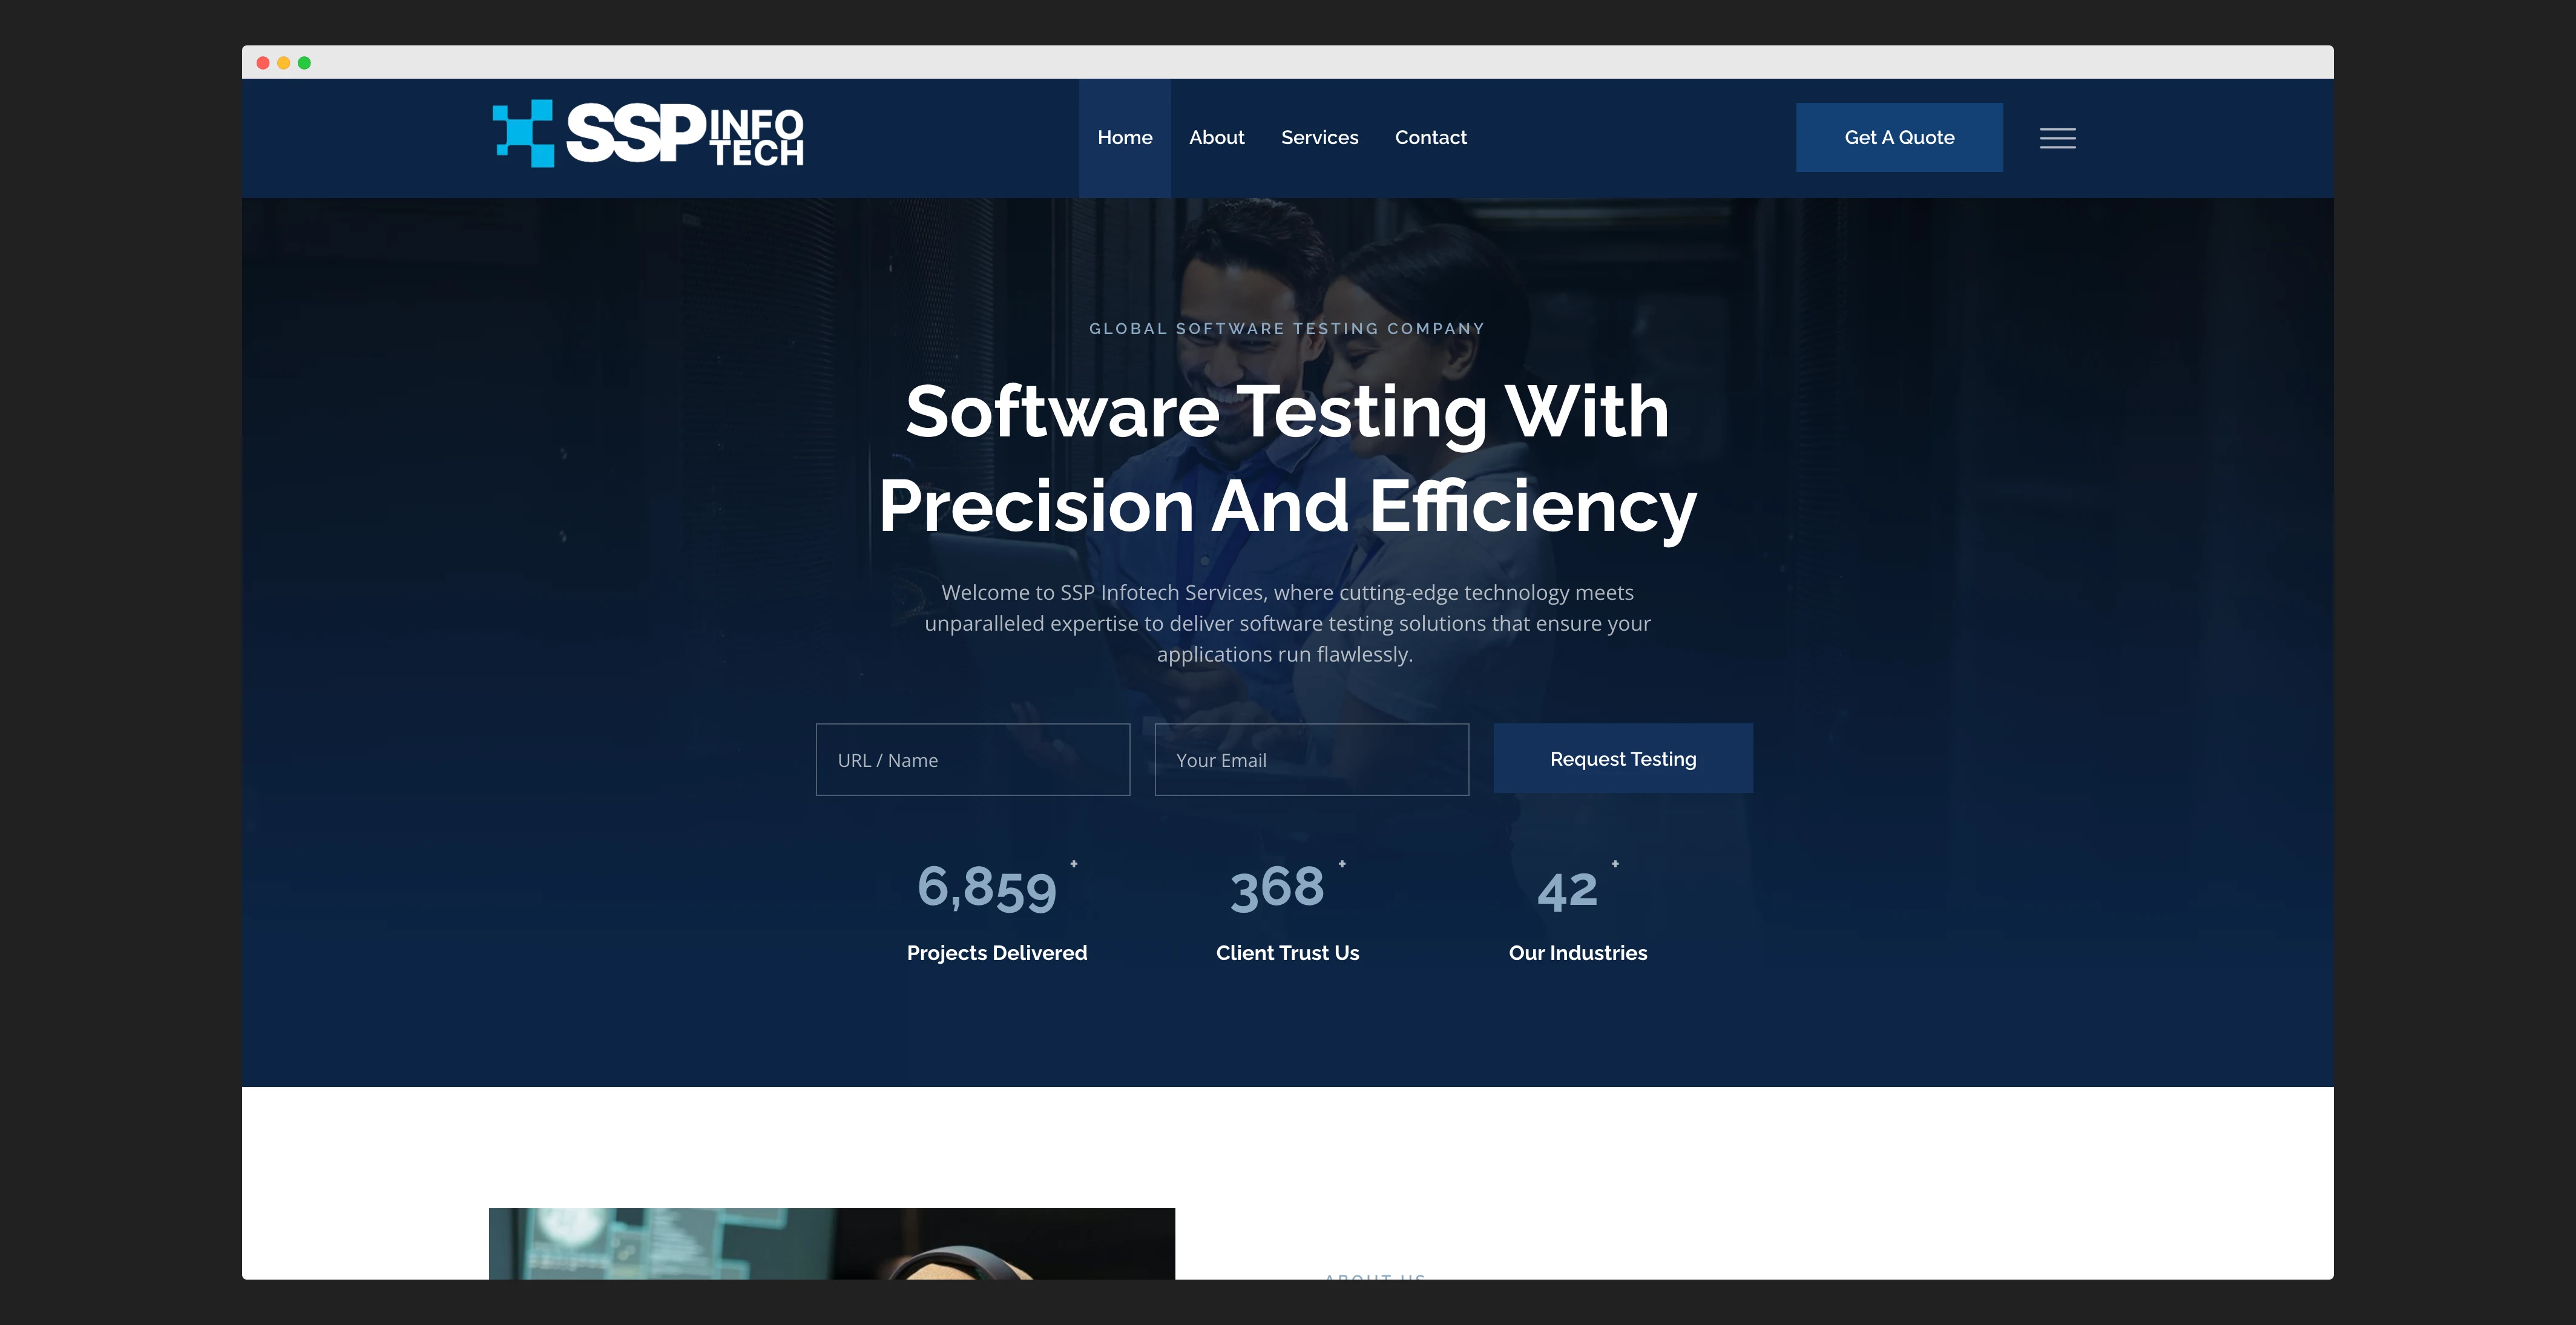 SSP INFO TECH
Home
About
Services
Contact
Get A Quote
GLOBAL SOFTWARE TESTING COMPANY
Software Testing With
Precision And Efficiency
Welcome to SSP Infotech Services, where cutting-edge technology meets
unparalleled expertise to deliver software testing solutions that ensure your
applications run flawlessly.
URL / Name
Your Email
Request Testing
6,859 +
Projects Delivered
368 +
Client Trust Us
42 +
Our Industries
ABOUT US